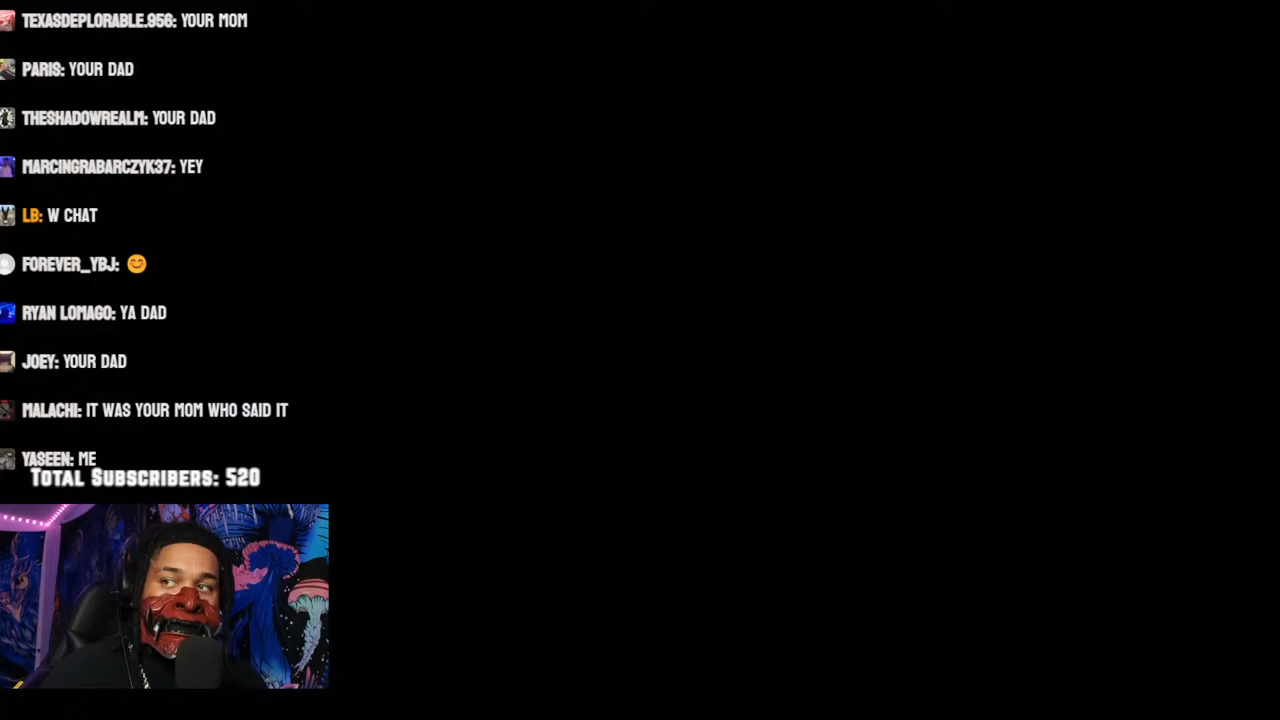 TEXASDEPLORABLE.956: YOUR MOM
PARIS: YOUR DAD
THESHADOWREALM: YOUR DAD
MARCINGRABARCZYK37: YEY
LB: W CHAT
FOREVER_YBJ: 😊
RYAN LOMAGO: YA DAD
JOEY: YOUR DAD
MALACHI: IT WAS YOUR MOM WHO SAID IT
YASEEN: ME
TOTAL SUBSCRIBERS: 520